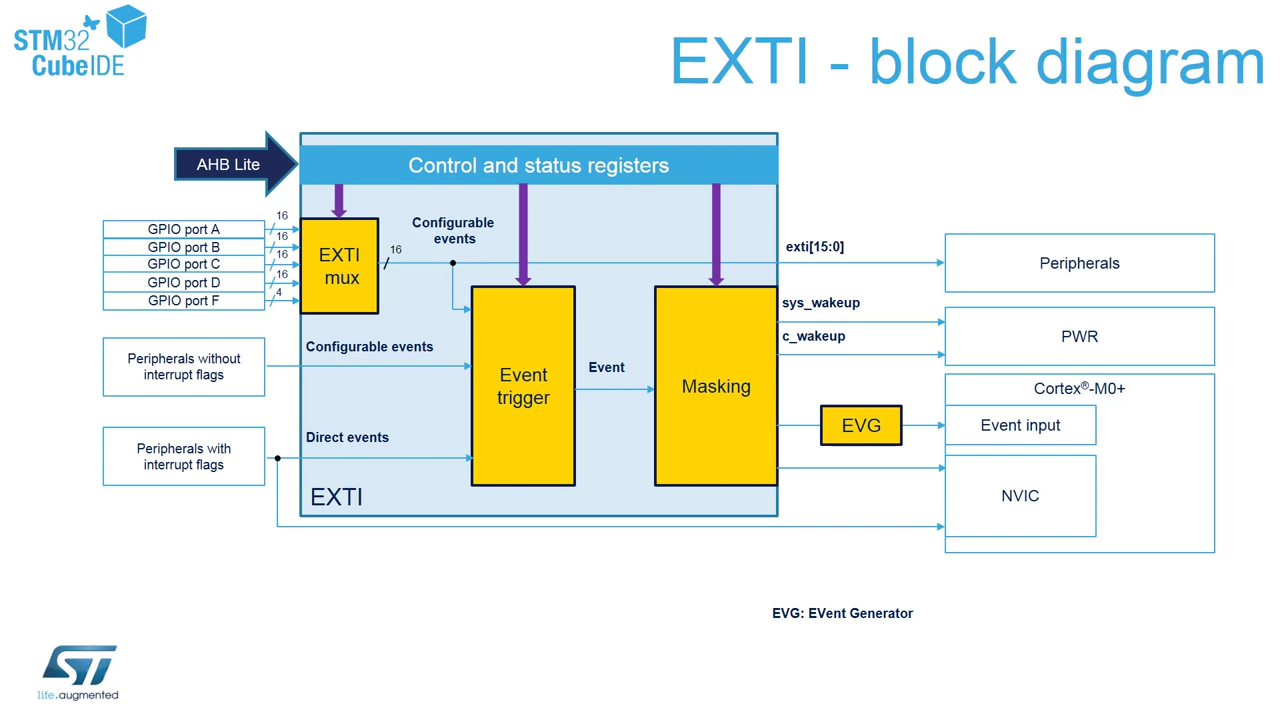 STM32
CubeIDE
EXTI - block diagram
AHB Lite
Control and status registers
GPIO port A
16
GPIO port B
16
GPIO port C
16
GPIO port D
16
GPIO port F
4
EXTI
mux
16
Configurable
events
exti[15:0]
Peripherals
sys_wakeup
c_wakeup
PWR
Peripherals without
interrupt flags
Configurable events
Event
trigger
Event
Masking
Cortex®-M0+
EVG
Event input
Peripherals with
interrupt flags
Direct events
NVIC
EXTI
EVG: EVent Generator
ST
life.augmented